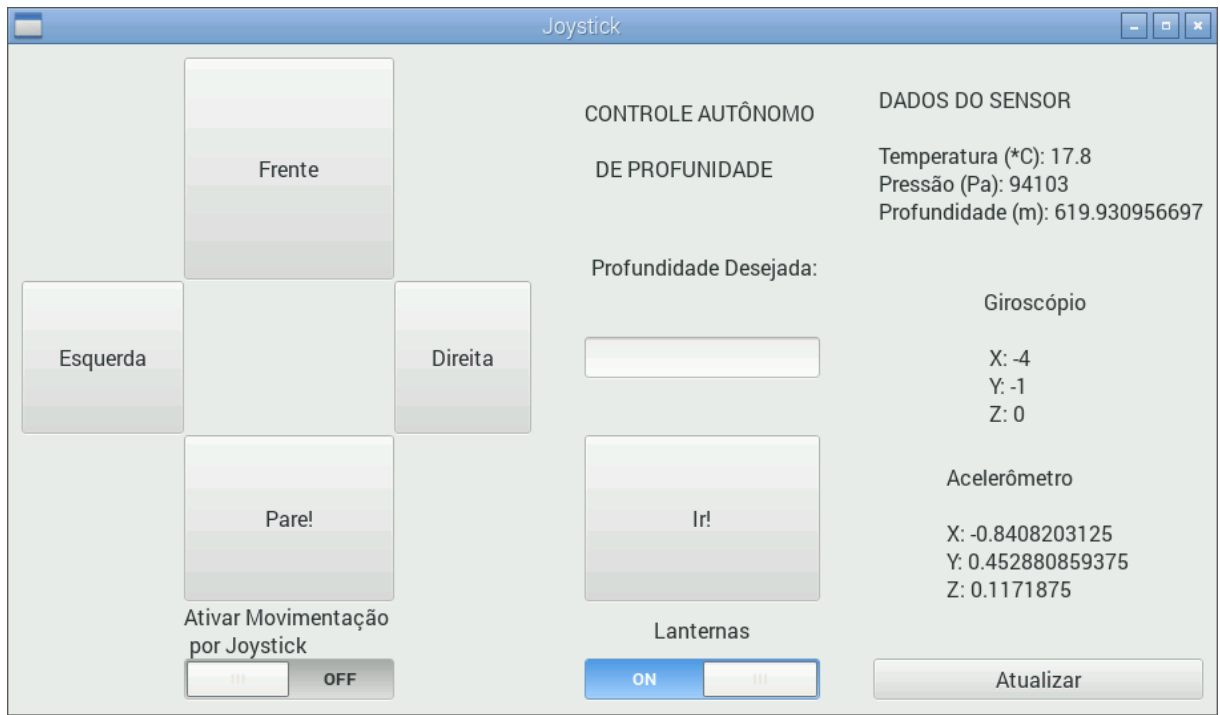 Joystick
Frente
Esquerda
Direita
Pare!
Ativar Movimentação
por Joystick
OFF
CONTROLE AUTÔNOMO
DE PROFUNIDADE
Profundidade Desejada:
Ir!
Lanternas
ON
DADOS DO SENSOR
Temperatura (*C): 17.8
Pressão (Pa): 94103
Profundidade (m): 619.930956697
Giroscópio
X: -4
Y: -1
Z: 0
Acelerômetro
X: -0.8408203125
Y: 0.452880859375
Z: 0.1171875
Atualizar